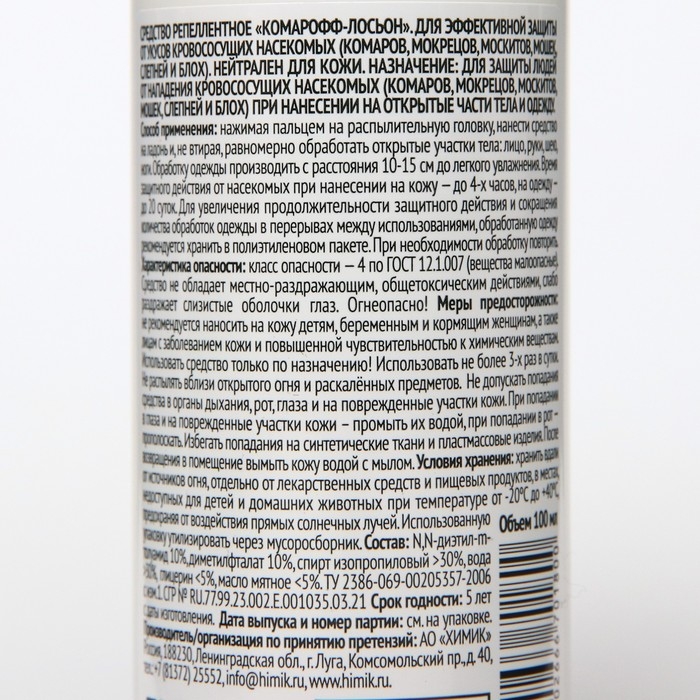 СРЕДСТВО РЕПЕЛЛЕНТНОЕ «КОМАРОФФ-ЛОСЬОН». ДЛЯ ЭФФЕКТИВНОЙ ЗАЩИТЫ
ОТ УКУСОВ КРОВОСОСУЩИХ НАСЕКОМЫХ (КОМАРОВ, МОКРЕЦОВ, МОСКИТОВ, МОШЕК,
СЛЕПНЕЙ И БЛОХ). НЕЙТРАЛЕН ДЛЯ КОЖИ. НАЗНАЧЕНИЕ: ДЛЯ ЗАЩИТЫ ЛЮДЕЙ
ОТ НАПАДЕНИЯ КРОВОСОСУЩИХ НАСЕКОМЫХ (КОМАРОВ, МОКРЕЦОВ, МОСКИТОВ,
МОШЕК, СЛЕПНЕЙ И БЛОХ) ПРИ НАНЕСЕНИИ НА ОТКРЫТЫЕ ЧАСТИ ТЕЛА И ОДЕЖДУ.
Способ применения: нажимая пальцем на распылительную головку, нанести средство
на ладонь и, не втирая, равномерно обработать открытые участки тела: лицо, руки, шею,
ноги. Обработку одежды производить с расстояния 10-15 см до легкого увлажнения. Время
защитного действия от насекомых при нанесении на кожу — до 4-х часов, на одежду –
до 20 суток. Для увеличения продолжительности защитного действия и сокращения
количества обработок одежды в перерывах между использованиями, обработанную одежду
рекомендуется хранить в полиэтиленовом пакете. При необходимости обработку повторить.
Характеристика опасности: класс опасности — 4 по ГОСТ 12.1.007 (вещества малоопасные).
Средство не обладает местно-раздражающим, общетоксическим действиями, слабо
раздражает слизистые оболочки глаз. Огнеопасно! Меры предосторожности:
не рекомендуется наносить на кожу детям, беременным и кормящим женщинам, а также
лицам с заболеванием кожи и повышенной чувствительностью к химическим веществам.
Использовать средство только по назначению! Использовать не более 3-х раз в сутки.
Не распылять вблизи открытого огня и раскалённых предметов. Не допускать попадания
средства в органы дыхания, рот, глаза и на поврежденные участки кожи. При попадании
в глаза и на поврежденные участки кожи – промыть их водой, при попадании в рот –
прополоскать. Избегать попадания на синтетические ткани и пластмассовые изделия. После
возвращения в помещение вымыть кожу водой с мылом. Условия хранения: хранить вдали
от источников огня, отдельно от лекарственных средств и пищевых продуктов, в местах,
недоступных для детей и домашних животных при температуре от -20°C до +40°C,
предохраняя от воздействия прямых солнечных лучей. Использованную
упаковку утилизировать через мусоросборник. Состав: N,N-диэтил-m-
толуамид 10%, диметилфталат 10%, спирт изопропиловый >30%, вода
>30%, глицерин <5%, масло мятное <5%. ТУ 2386-069-00205357-2006
с изм.1. СГР № RU.77.99.23.002.E.001035.03.21 Срок годности: 5 лет
с даты изготовления. Дата выпуска и номер партии: см. на упаковке.
Производитель/организация по принятию претензий: АО «ХИМИК»
Россия, 188230, Ленинградская обл., г. Луга, Комсомольский пр., д. 40,
тел./ф. +7 (81372) 25552, info@himik.ru, www.himik.ru
Объем 100 мл